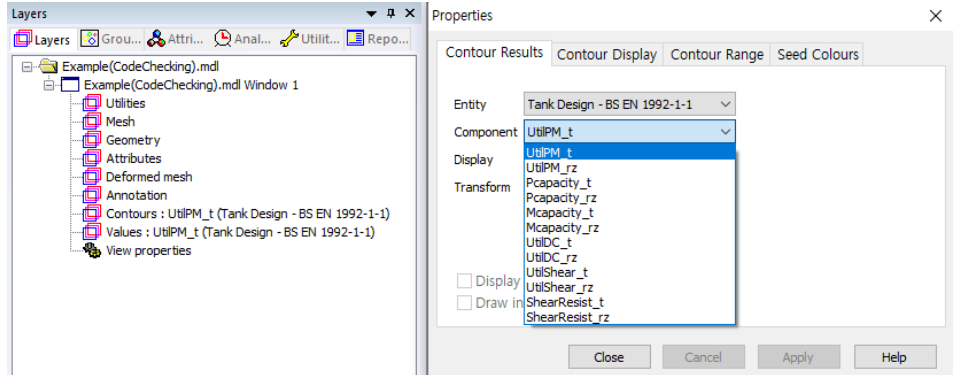 Layers
Layers Grou... Attri... Anal... Utilit... Repo...
Example(CodeChecking).mdl
Example(CodeChecking).mdl Window 1
Utilities
Mesh
Geometry
Attributes
Deformed mesh
Annotation
Contours : UtilPM_t (Tank Design - BS EN 1992-1-1)
Values : UtilPM_t (Tank Design - BS EN 1992-1-1)
View properties
Properties
Contour Results Contour Display Contour Range Seed Colours
Entity Tank Design - BS EN 1992-1-1
Component UtilPM_t
Display
Transform
UtilPM_t
UtilPM_rz
Pcapacity_t
Pcapacity_rz
Mcapacity_t
Mcapacity_rz
UtilDC_t
UtilDC_rz
UtilShear_t
UtilShear_rz
ShearResist_t
ShearResist_rz
Display
Draw in
Close Cancel Apply Help